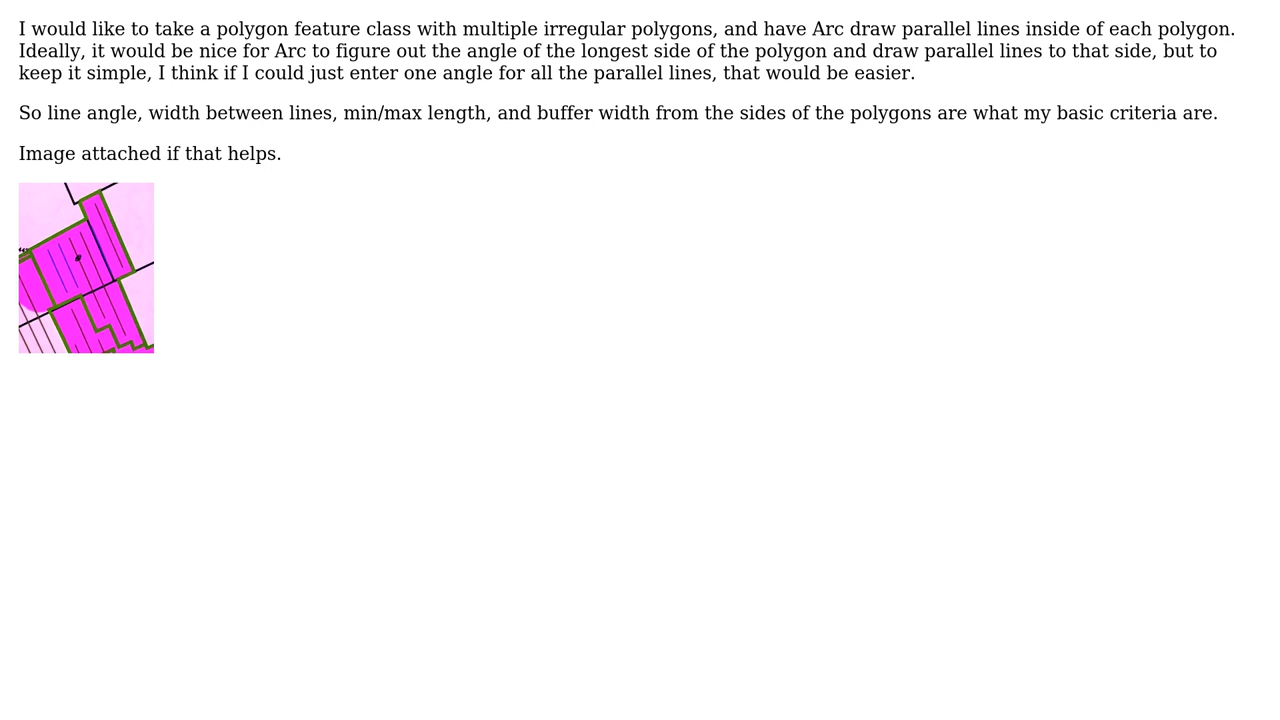 I would like to take a polygon feature class with multiple irregular polygons, and have Arc draw parallel lines inside of each polygon.
Ideally, it would be nice for Arc to figure out the angle of the longest side of the polygon and draw parallel lines to that side, but to
keep it simple, I think if I could just enter one angle for all the parallel lines, that would be easier.
So line angle, width between lines, min/max length, and buffer width from the sides of the polygons are what my basic criteria are.
Image attached if that helps.